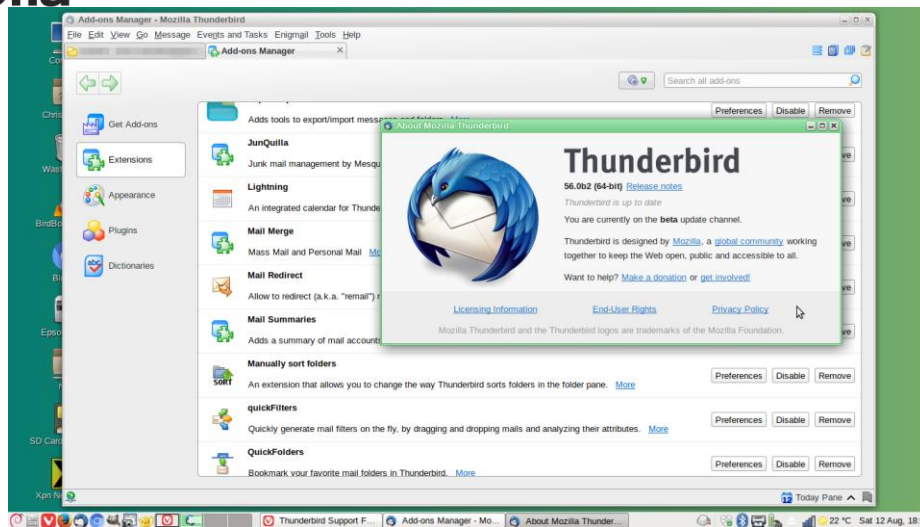 Add-ons Manager - Mozilla Thunderbird
File Edit View Go Message Events and Tasks Enigmail Tools Help
Add-ons Manager
Search all add-ons
Get Add-ons
Extensions
Appearance
Plugins
Dictionaries
Adds tools to export/import messages and folders More
Preferences Disable Remove
JunQuilla
Junk mail management by Mesqu
Lightning
An integrated calendar for Thunde
Mail Merge
Mass Mail and Personal Mail
Mail Redirect
Allow to redirect (a.k.a. "remail")
Mail Summaries
Adds a summary of mail account
Manually sort folders
SORT
An extension that allows you to change the way Thunderbird sorts folders in the folder pane. More
Preferences Disable Remove
quickFilters
Quickly generate mail filters on the fly, by dragging and dropping mails and analyzing their attributes. More
Preferences Disable Remove
QuickFolders
Bookmark your favorite mail folders in Thunderbird. More
Preferences Disable Remove
About Mozilla Thunderbird
Thunderbird
56.0b2 (64-bit) Release notes
Thunderbird is up to date
You are currently on the beta update channel.
Thunderbird is designed by Mozilla, a global community working
together to keep the Web open, public and accessible to all.
Want to help? Make a donation or get involved!
Licensing Information End-User Rights Privacy Policy
Mozilla Thunderbird and the Thunderbird logos are trademarks of the Mozilla Foundation.
12 Today Pane
Chris
Wast
BirdBo
Epso
SD Card
Xpn N
Thunderbird Support F... Add-ons Manager - Mo... About Mozilla Thunder...
22 °C Sat 12 Aug, 18: